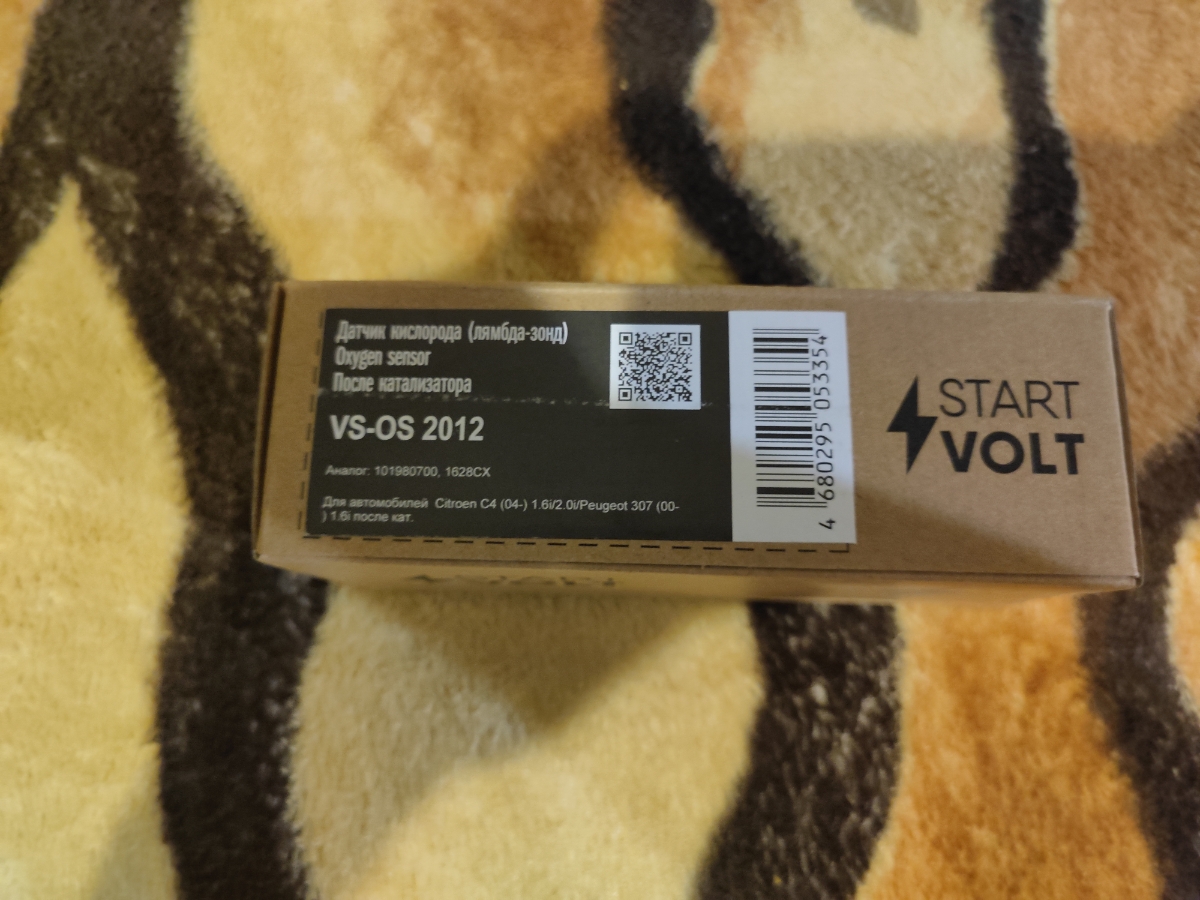 Датчик кислорода (лямбда-зонд)
Oxygen sensor
После катализатора
VS-OS 2012
Аналог: 101980700, 1628CX
Для автомобилей Citroen C4 (04-) 1.6i/2.0i/Peugeot 307 (00-
) 1.6i после кат.
4 680295 053354
START
VOLT